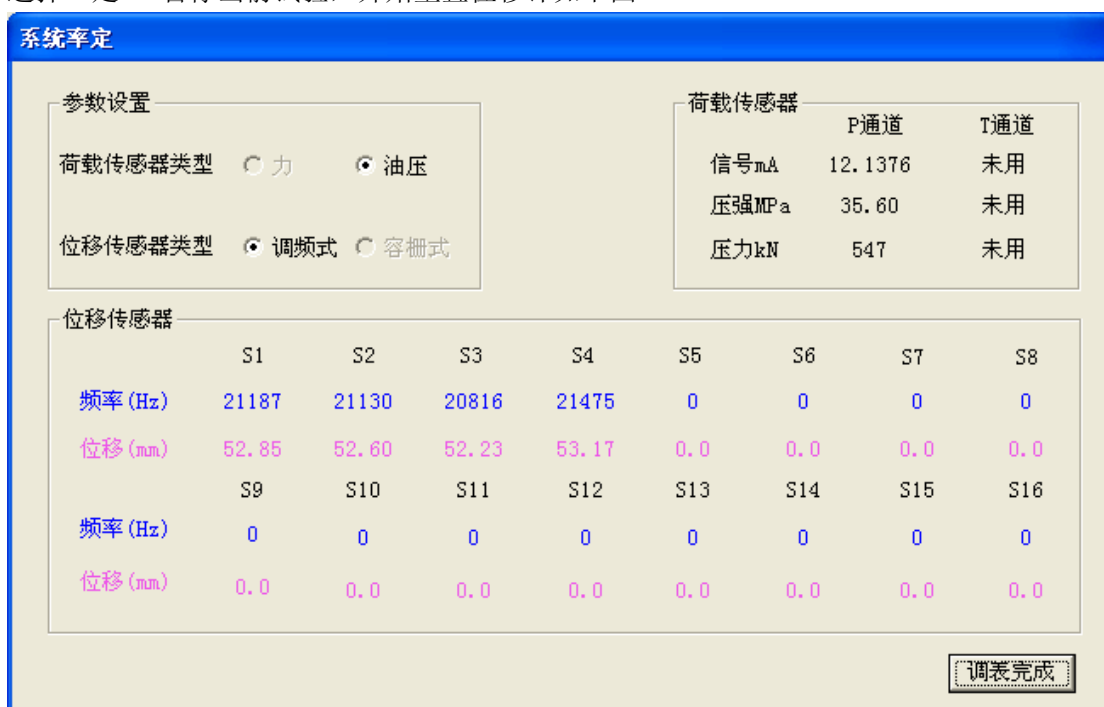 系统率定
参数设置
荷载传感器类型 力 油压
位移传感器类型 调频式 容栅式
荷载传感器
P通道 T通道
信号mA 12.1376 未用
压强MPa 35.60 未用
压力kN 547 未用
位移传感器
S1 S2 S3 S4 S5 S6 S7 S8
频率(Hz) 21187 21130 20816 21475 0 0 0 0
位移(mm) 52.85 52.60 52.23 53.17 0.0 0.0 0.0 0.0
S9 S10 S11 S12 S13 S14 S15 S16
频率(Hz) 0 0 0 0 0 0 0 0
位移(mm) 0.0 0.0 0.0 0.0 0.0 0.0 0.0 0.0
调表完成